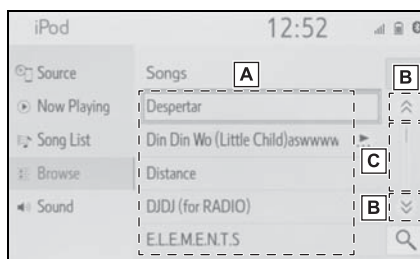 iPod 12:52
Source Songs A B
Now Playing Despertar
Song List Din Din Wo (Little Child)aswwww
Browse Distance C
Sound DJDJ (for RADIO) B
E.L.E.M.E.N.T.S